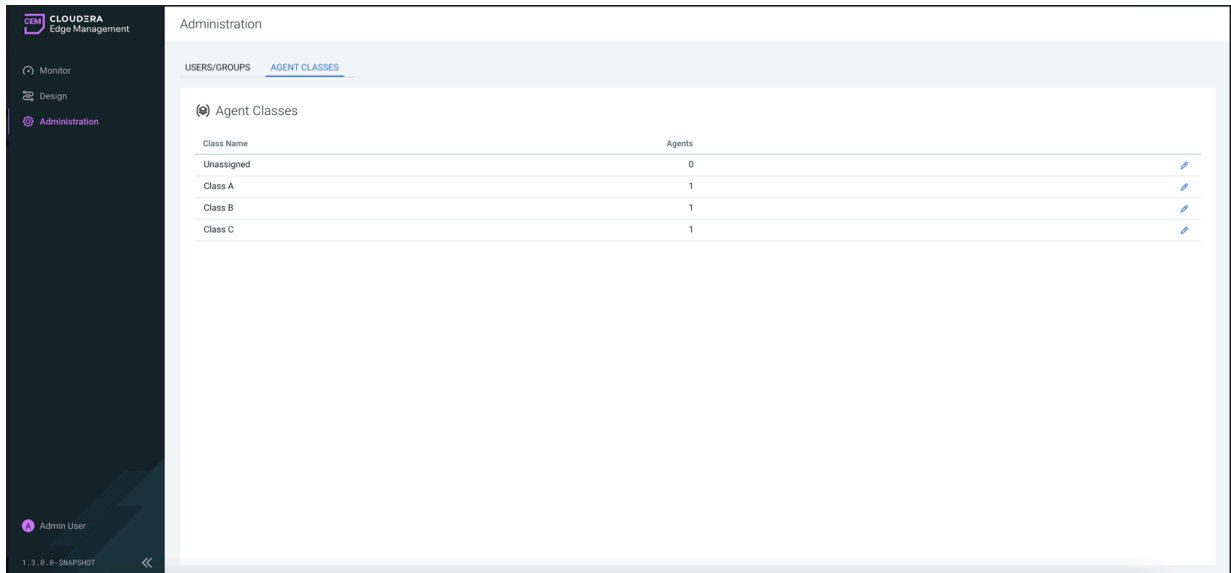 CEM CLOUDERA
Edge Management
Administration
Monitor
Design
Administration
USERS/GROUPS AGENT CLASSES
Agent Classes
Class Name Agents
Unassigned 0
Class A 1
Class B 1
Class C 1
A Admin User
1.3.0.0-SNAPSHOT